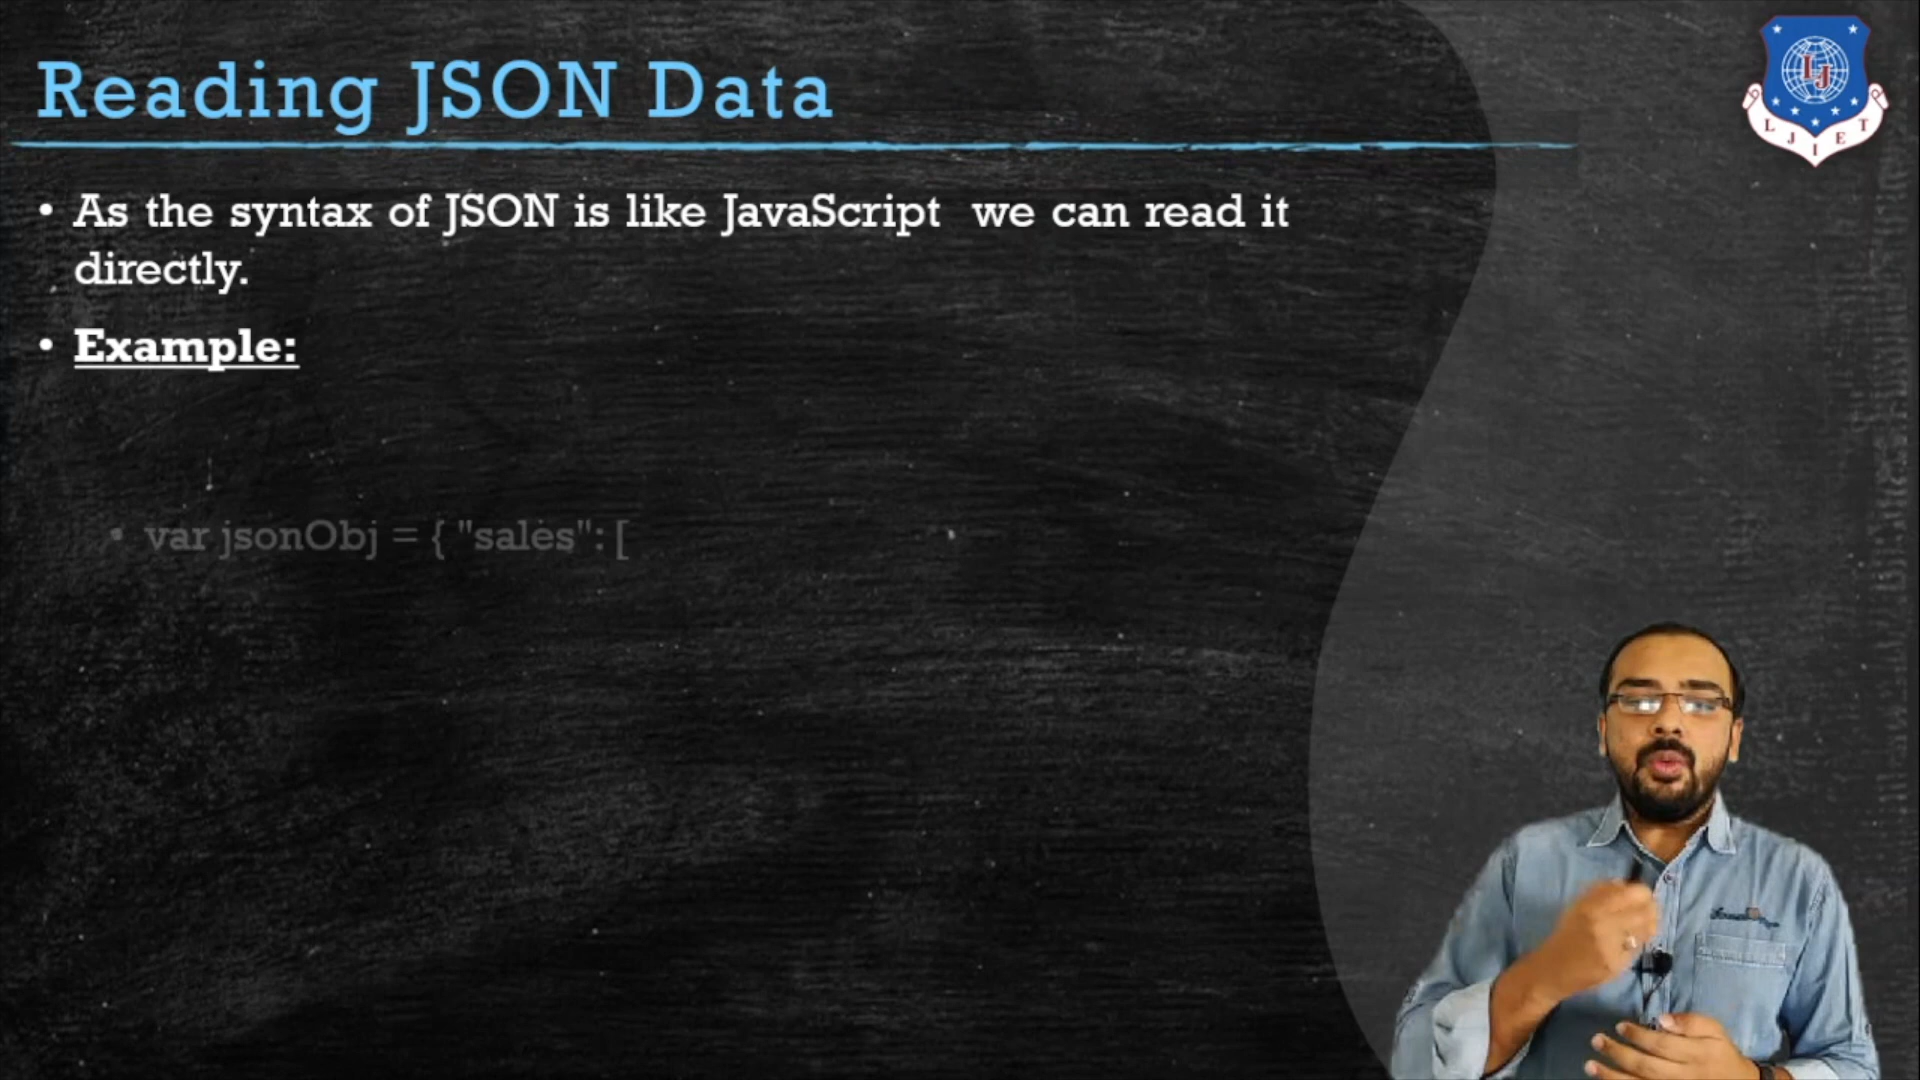 Reading JSON Data
LJ
L J I E T
• As the syntax of JSON is like JavaScript we can read it
directly.
• Example:
• var jsonObj = { "sales": [